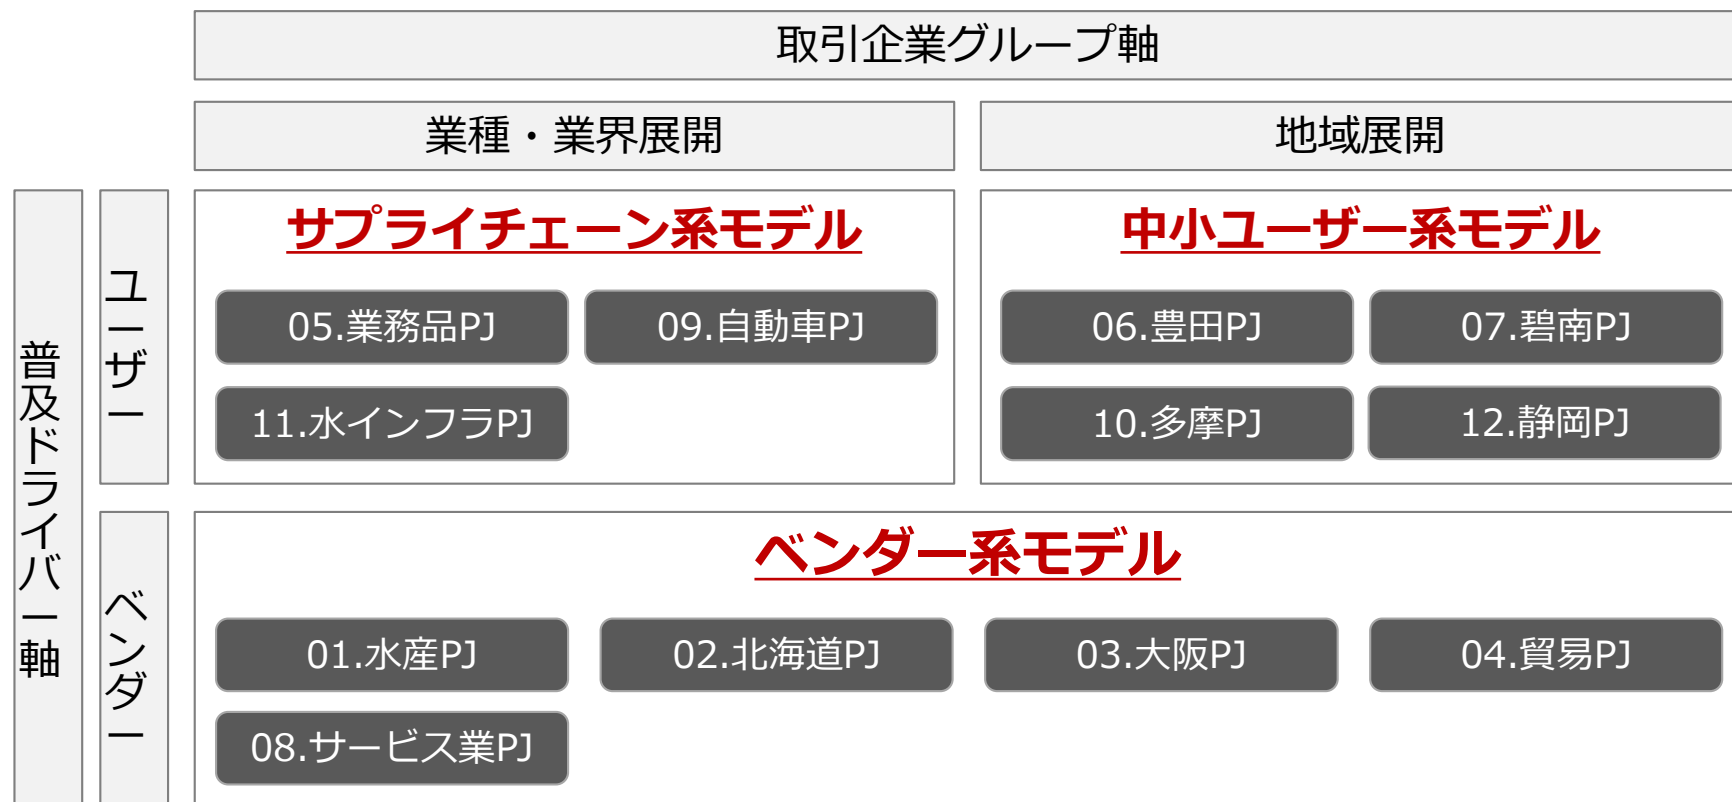 取引企業グループ軸
業種・業界展開
地域展開
普及ドライバー軸
ユーザー
サプライチェーン系モデル
05.業務品PJ
09.自動車PJ
11.水インフラPJ
中小ユーザー系モデル
06.豊田PJ
07.碧南PJ
10.多摩PJ
12.静岡PJ
ベンダー
ベンダー系モデル
01.水産PJ
02.北海道PJ
03.大阪PJ
04.貿易PJ
08.サービス業PJ